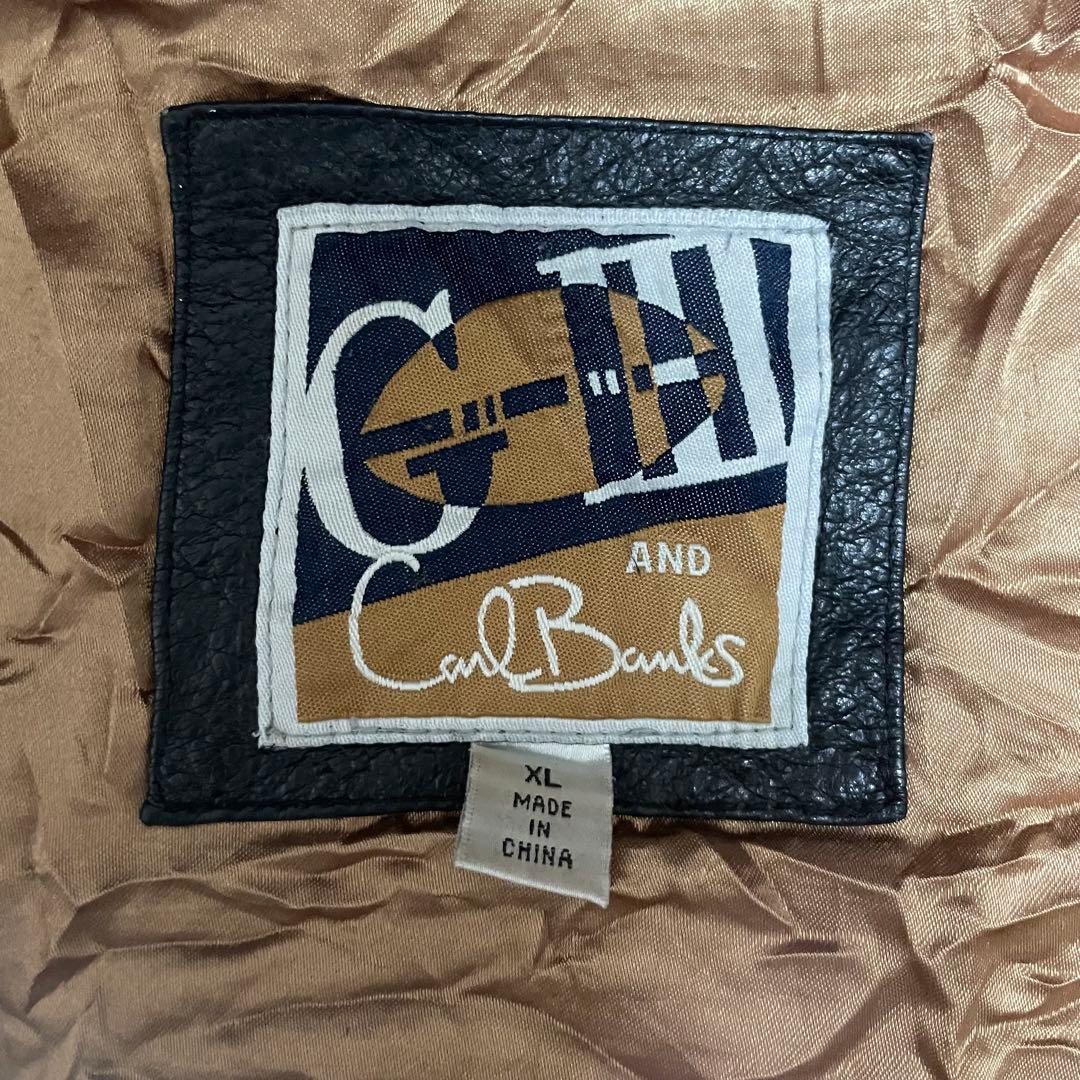 G III
AND
Carl Banks
XL
MADE
IN
CHINA